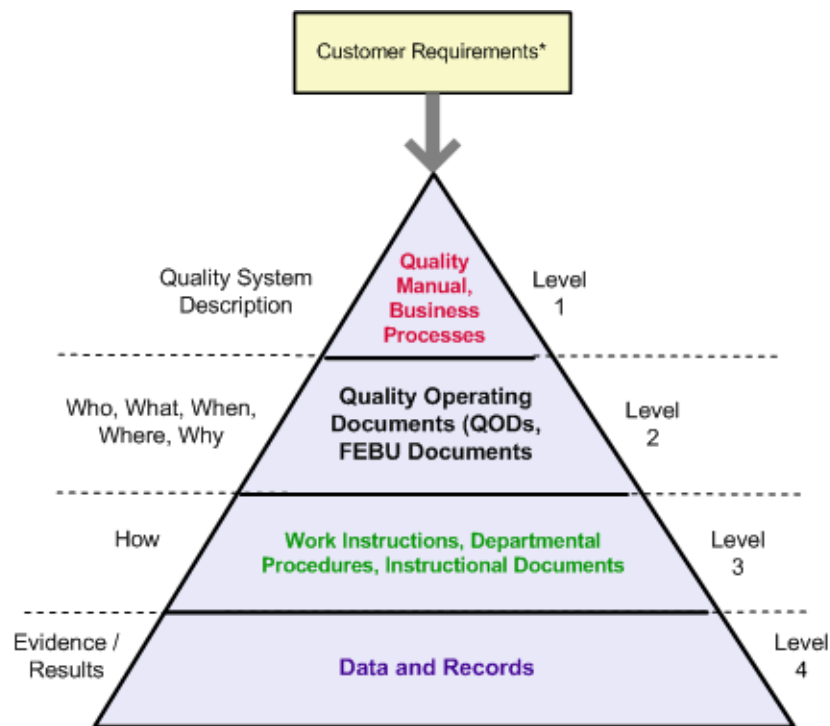 Customer Requirements*
Quality System
Description
Quality
Manual,
Business
Processes
Level
1
Who, What, When,
Where, Why
Quality Operating
Documents (QODs,
FEBU Documents
Level
2
How
Work Instructions, Departmental
Procedures, Instructional Documents
Level
3
Evidence /
Results
Data and Records
Level
4